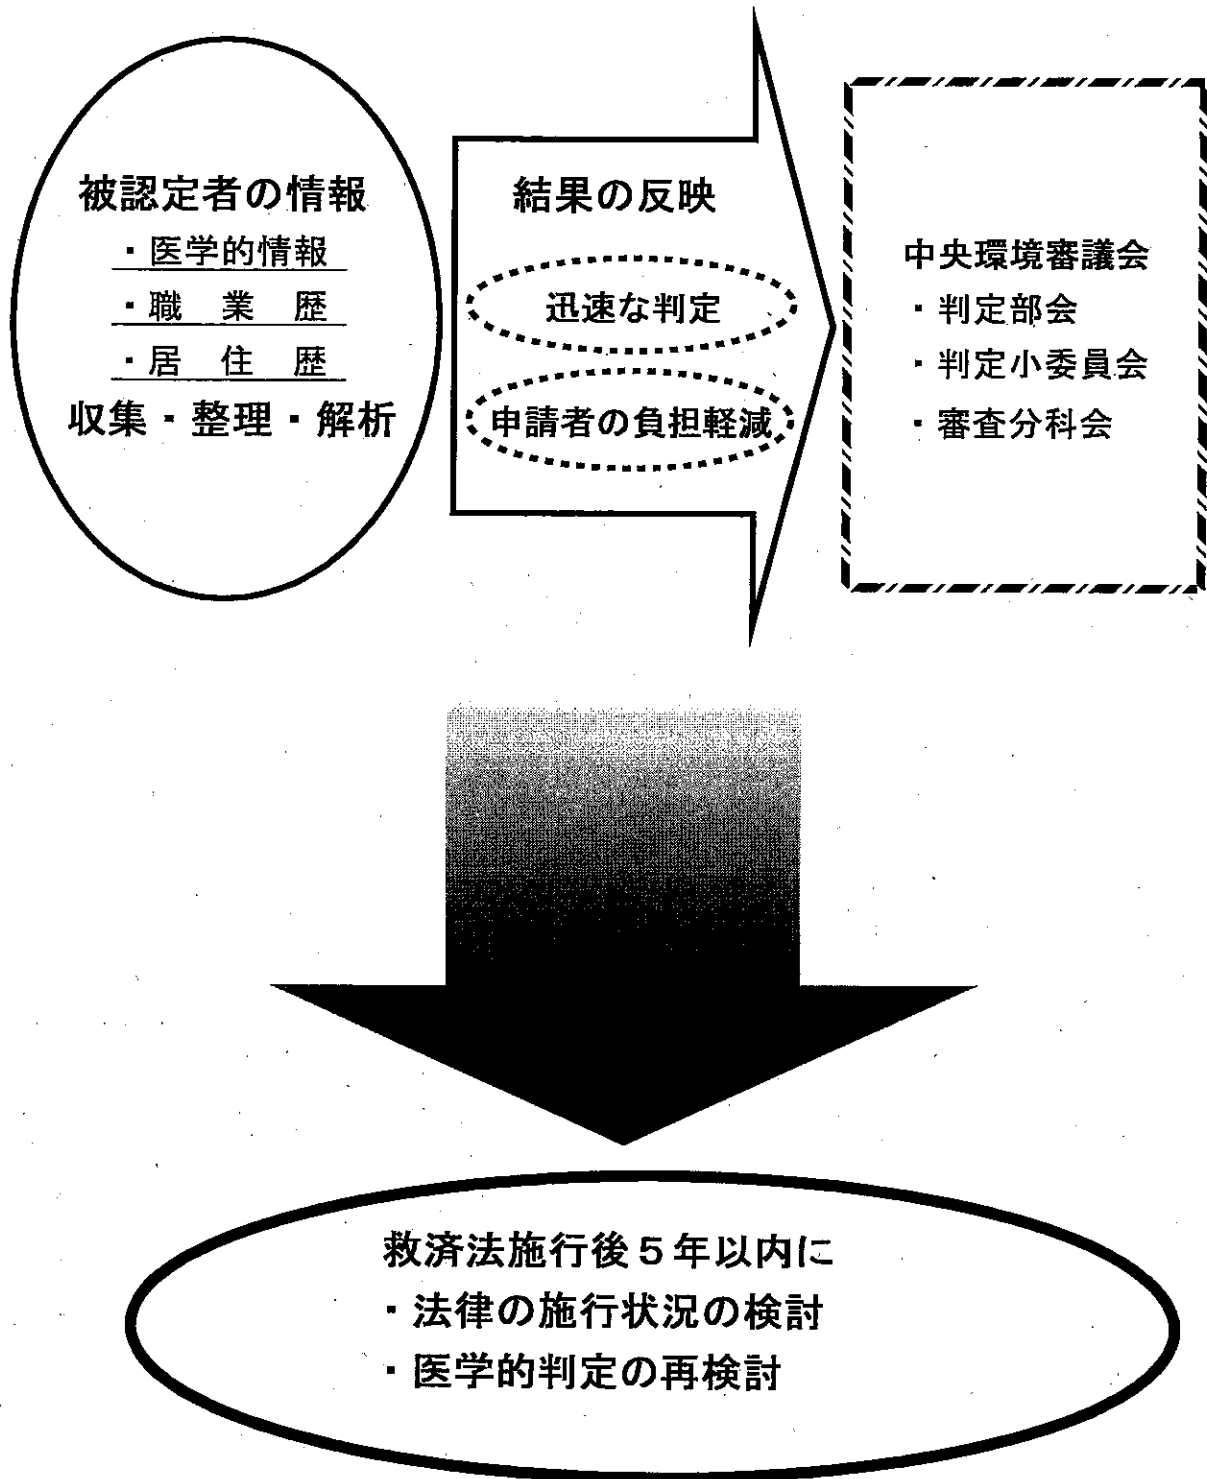 被認定者の情報
・医学的情報
・職　業　歴
・居　住　歴
収集・整理・解析
結果の反映
迅速な判定
申請者の負担軽減
中央環境審議会
・判定部会
・判定小委員会
・審査分科会
救済法施行後５年以内に
・法律の施行状況の検討
・医学的判定の再検討